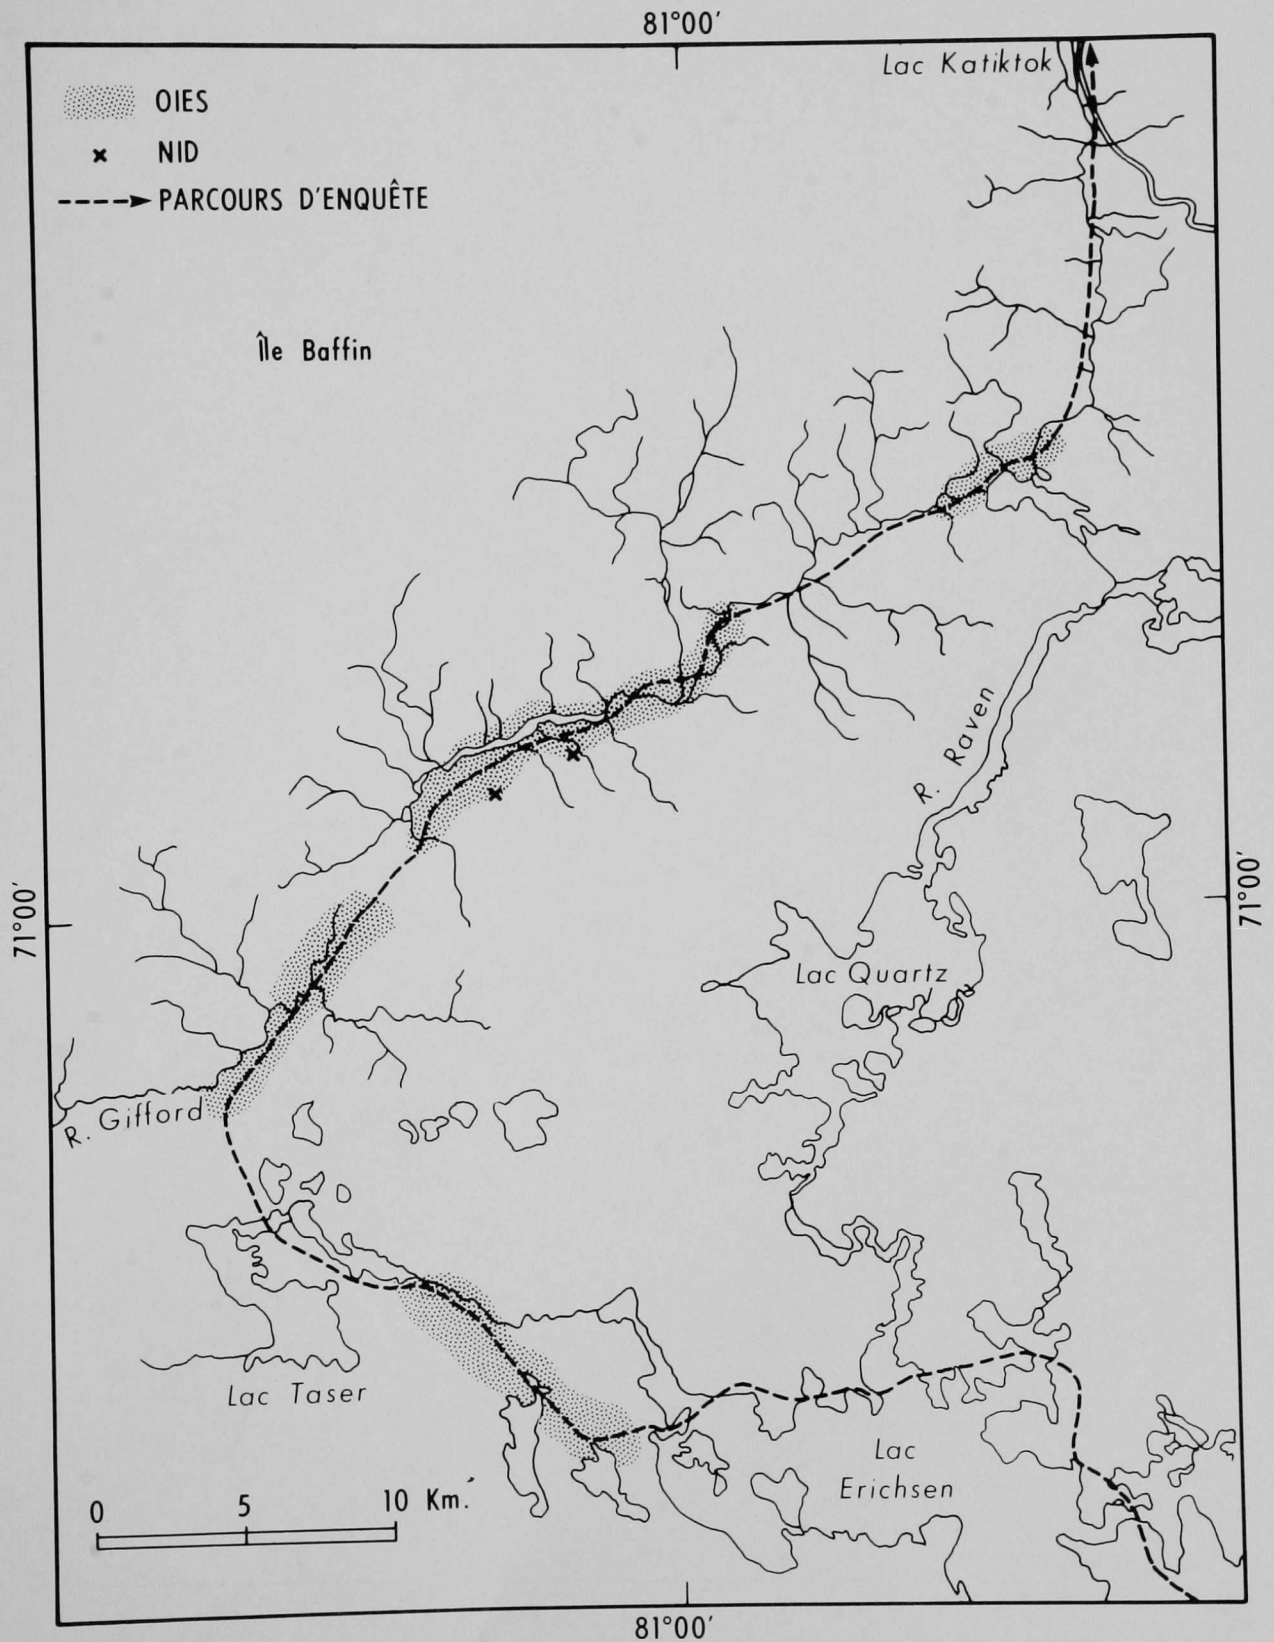 81°00′
Lac Katiktok
OIES
× NID
PARCOURS D'ENQUÊTE
Île Baffin
R. Raven
71°00′
71°00′
Lac Quartz
R. Gifford
Lac Taser
Lac
Erichsen
0 5 10 Km.
81°00′